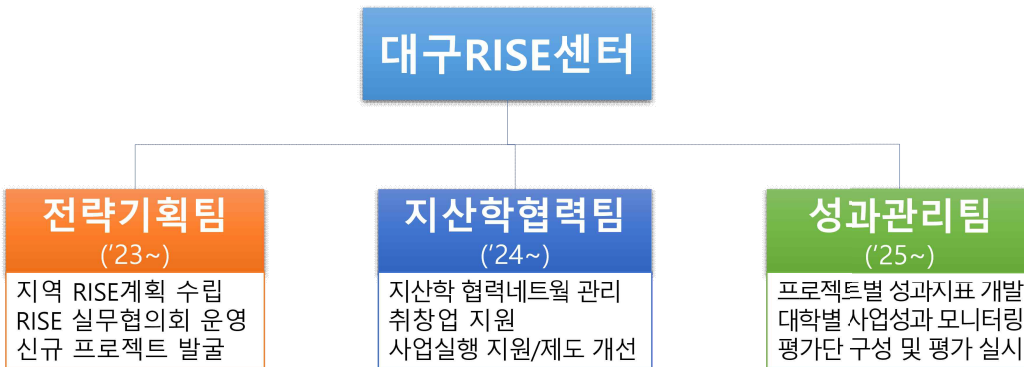 대구RISE센터
전략기획팀
('23~)
지역 RISE계획 수립
RISE 실무협의회 운영
신규 프로젝트 발굴
지산학협력팀
('24~)
지산학 협력네트웍 관리
취창업 지원
사업실행 지원/제도 개선
성과관리팀
('25~)
프로젝트별 성과지표 개발
대학별 사업성과 모니터링
평가단 구성 및 평가 실시